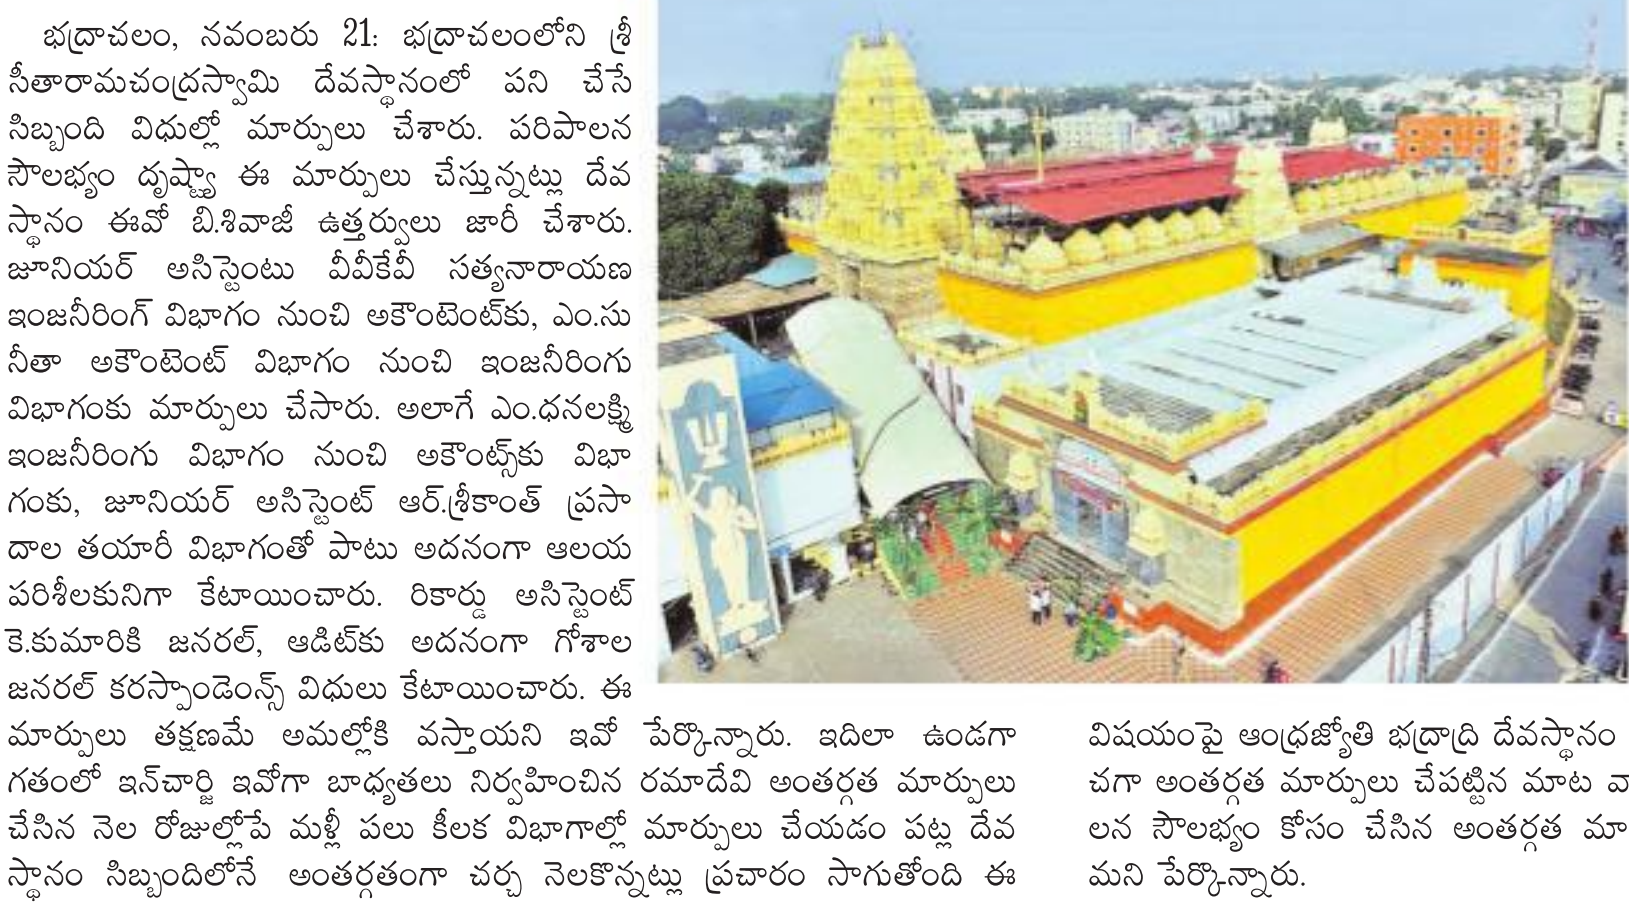 భద్రాచలం, నవంబరు 21: భద్రాచలంలోని శ్రీ
సీతారామచంద్రస్వామి దేవస్థానంలో పని చేసే
సిబ్బంది విధుల్లో మార్పులు చేశారు. పరిపాలన
సౌలభ్యం దృష్ట్యా ఈ మార్పులు చేస్తున్నట్లు దేవ
స్థానం ఈవో బి.శివాజీ ఉత్తర్వులు జారీ చేశారు.
జూనియర్ అసిస్టెంటు వీవీకేవీ సత్యనారాయణ
ఇంజనీరింగ్ విభాగం నుంచి అకౌంటెంట్‌కు, ఎం.సు
నీతా అకౌంటెంట్ విభాగం నుంచి ఇంజనీరింగు
విభాగంకు మార్పులు చేసారు. అలాగే ఎం.ధనలక్ష్మి
ఇంజనీరింగు విభాగం నుంచి అకౌంట్స్‌కు విభా
గంకు, జూనియర్ అసిస్టెంట్ ఆర్.శ్రీకాంత్ ప్రసా
దాల తయారీ విభాగంతో పాటు అదనంగా ఆలయ
పరిశీలకునిగా కేటాయించారు. రికార్డు అసిస్టెంట్
కె.కుమారికి జనరల్, ఆడిట్‌కు అదనంగా గోశాల
జనరల్ కరస్పాండెంన్స్ విధులు కేటాయించారు. ఈ
మార్పులు తక్షణమే అమల్లోకి వస్తాయని ఇవో పేర్కొన్నారు. ఇదిలా ఉండగా
గతంలో ఇన్‌చార్జి ఇవోగా బాధ్యతలు నిర్వహించిన రమాదేవి అంతర్గత మార్పులు
చేసిన నెల రోజుల్లోపే మళ్లీ పలు కీలక విభాగాల్లో మార్పులు చేయడం పట్ల దేవ
స్థానం సిబ్బందిలోనే అంతర్గతంగా చర్చ నెలకొన్నట్లు ప్రచారం సాగుతోంది ఈ
విషయంపై ఆంధ్రజ్యోతి భద్రాద్రి దేవస్థానం
చగా అంతర్గత మార్పులు చేపట్టిన మాట వా
లన సౌలభ్యం కోసం చేసిన అంతర్గత మా
మని పేర్కొన్నారు.